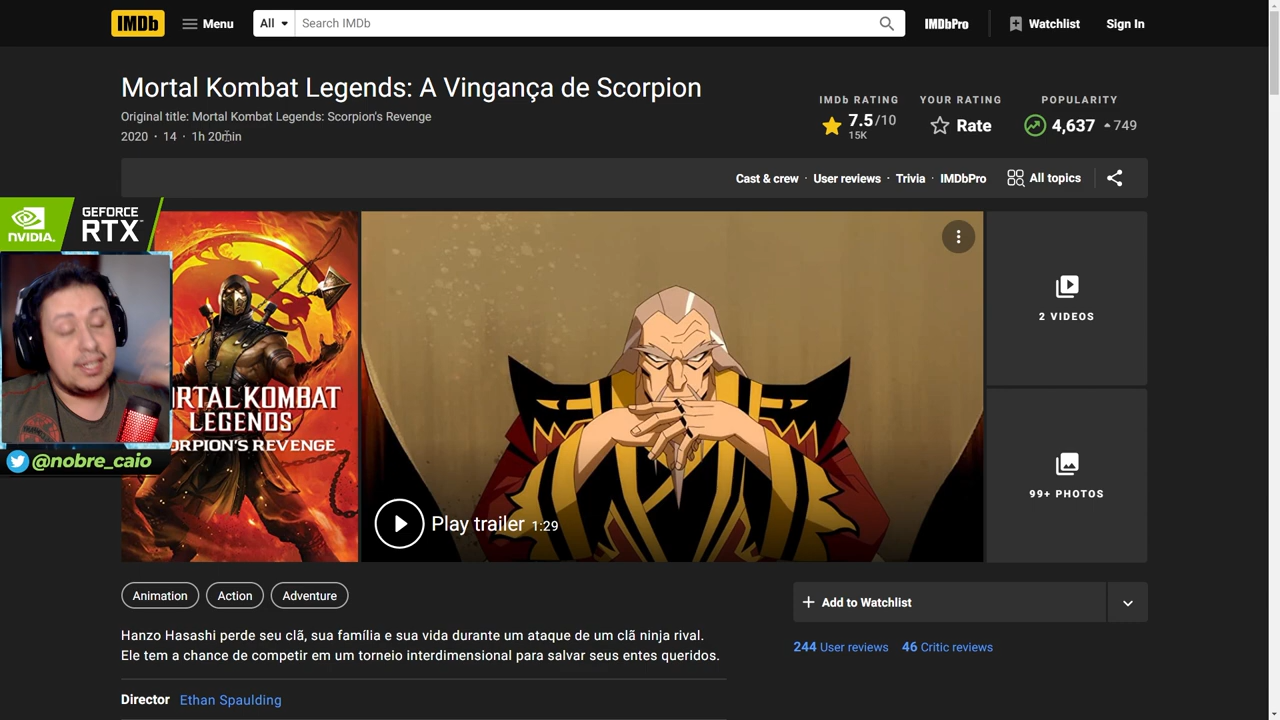 IMDb
Menu
All
Search IMDb
IMDbPro
Watchlist
Sign In
Mortal Kombat Legends: A Vingança de Scorpion
Original title: Mortal Kombat Legends: Scorpion's Revenge
2020 · 14 · 1h 20min
IMDb RATING
7.5/10
15K
YOUR RATING
Rate
POPULARITY
4,637
749
Cast & crew · User reviews · Trivia · IMDbPro
All topics
NVIDIA.
GEFORCE
RTX
RTAL KOMBAT
LEGENDS
ORPION'S REVENGE
@nobre_caio
Play trailer 1:29
2 VIDEOS
99+ PHOTOS
Animation
Action
Adventure
Hanzo Hasashi perde seu clã, sua família e sua vida durante um ataque de um clã ninja rival.
Ele tem a chance de competir em um torneio interdimensional para salvar seus entes queridos.
Director Ethan Spaulding
+ Add to Watchlist
244 User reviews
46 Critic reviews